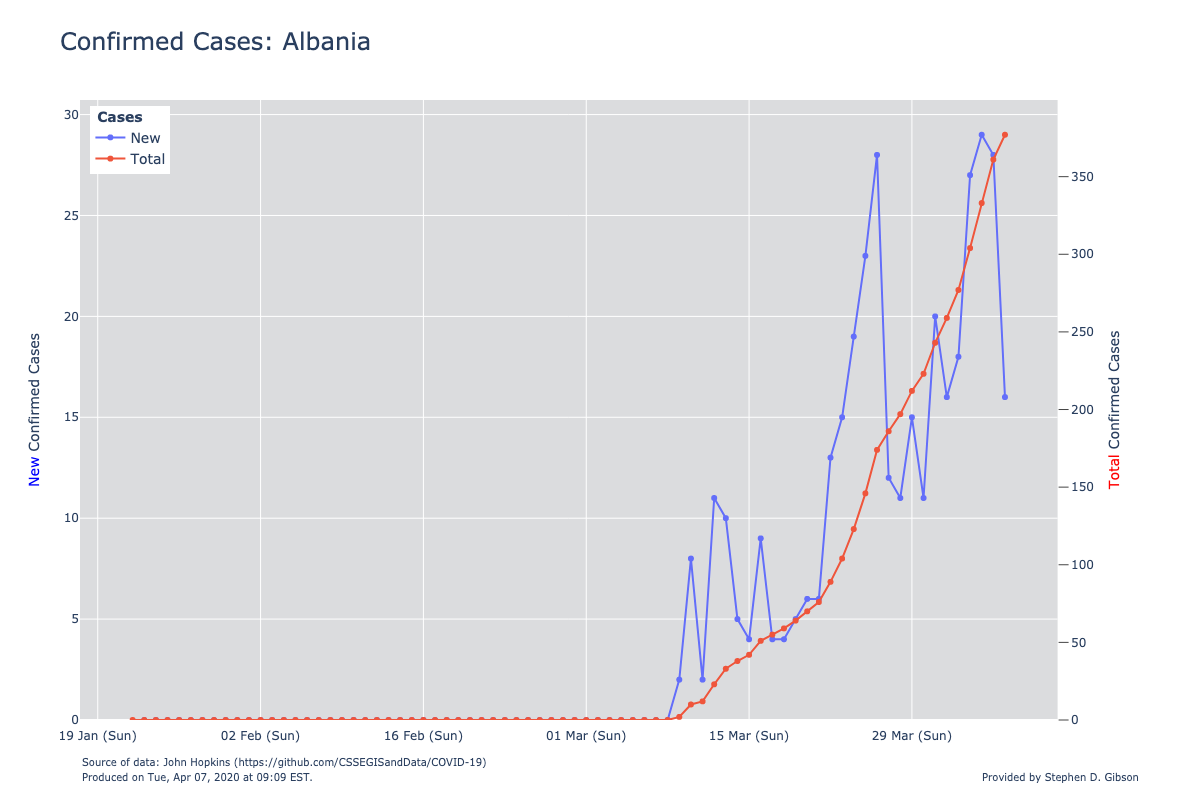 Confirmed Cases: Albania
Cases
New
Total
30
25
20
15
10
5
0
350
300
250
200
150
100
50
0
New Confirmed Cases
Total Confirmed Cases
19 Jan (Sun)
02 Feb (Sun)
16 Feb (Sun)
01 Mar (Sun)
15 Mar (Sun)
29 Mar (Sun)
Source of data: John Hopkins (https://github.com/CSSEGISandData/COVID-19)
Produced on Tue, Apr 07, 2020 at 09:09 EST.
Provided by Stephen D. Gibson